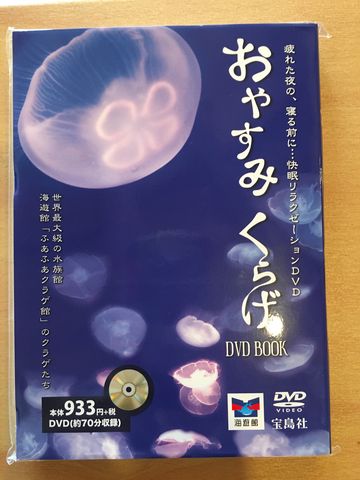 疲れた夜の、寝る前に…快眠リラクゼーションDVD
おやすみくらげ
DVD BOOK
世界最大級の水族館
海遊館「ふあふあクラゲ館」のクラゲたち
本体933円+税
DVD(約70分収録)
海遊館
DVD
VIDEO
宝島社